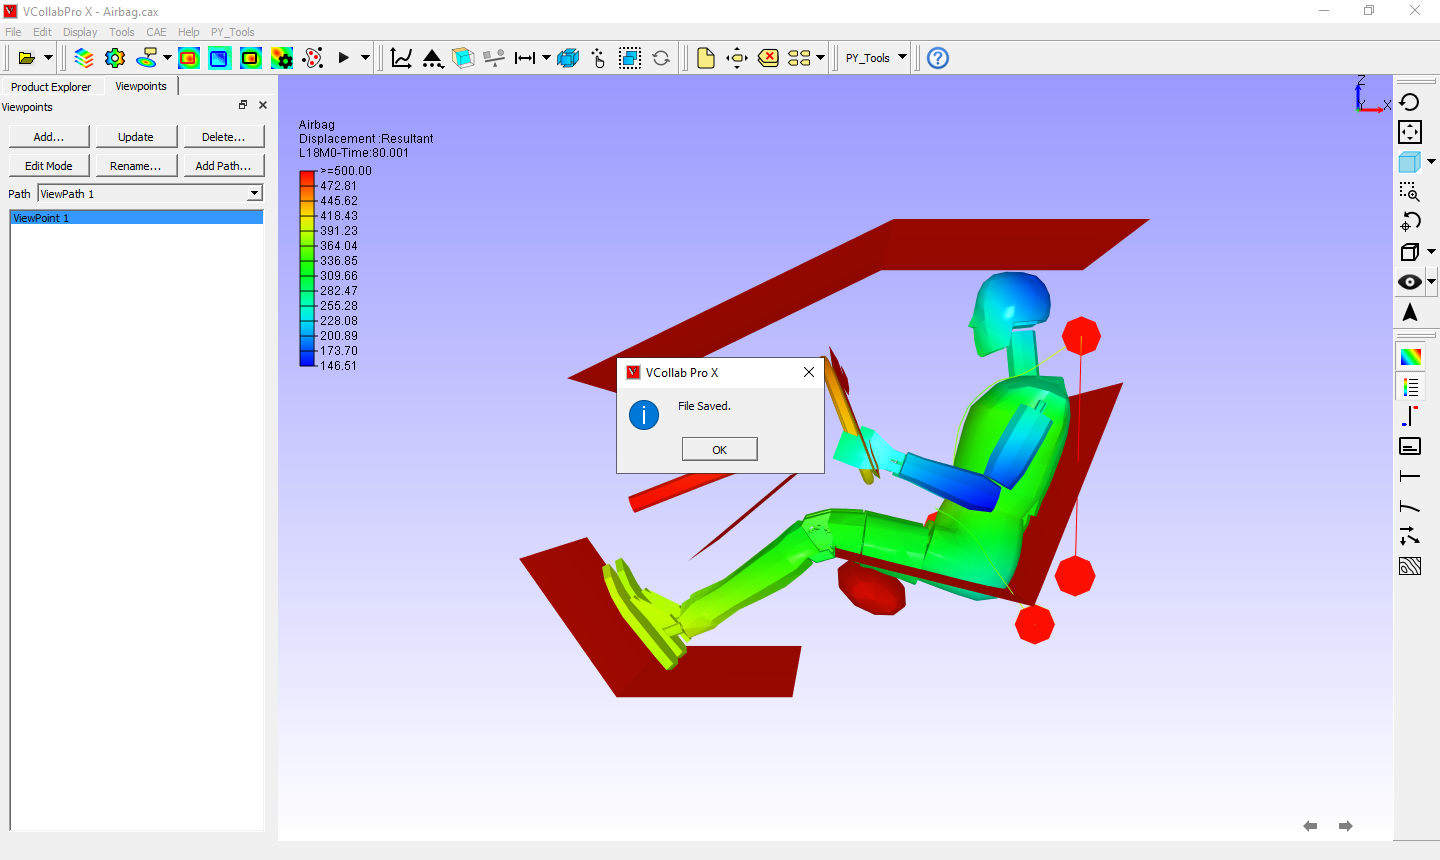 VCollabPro X - Airbag.cax
File Edit Display Tools CAE Help PY_Tools
PY_Tools
Product Explorer Viewpoints
Viewpoints
Add... Update Delete...
Edit Mode Rename... Add Path...
Path ViewPath 1
ViewPoint 1
Airbag
Displacement :Resultant
L18M0-Time:80.001
>=500.00
472.81
445.62
418.43
391.23
364.04
336.85
309.66
282.47
255.28
228.08
200.89
173.70
146.51
Z
Y X
VCollab Pro X
File Saved.
OK